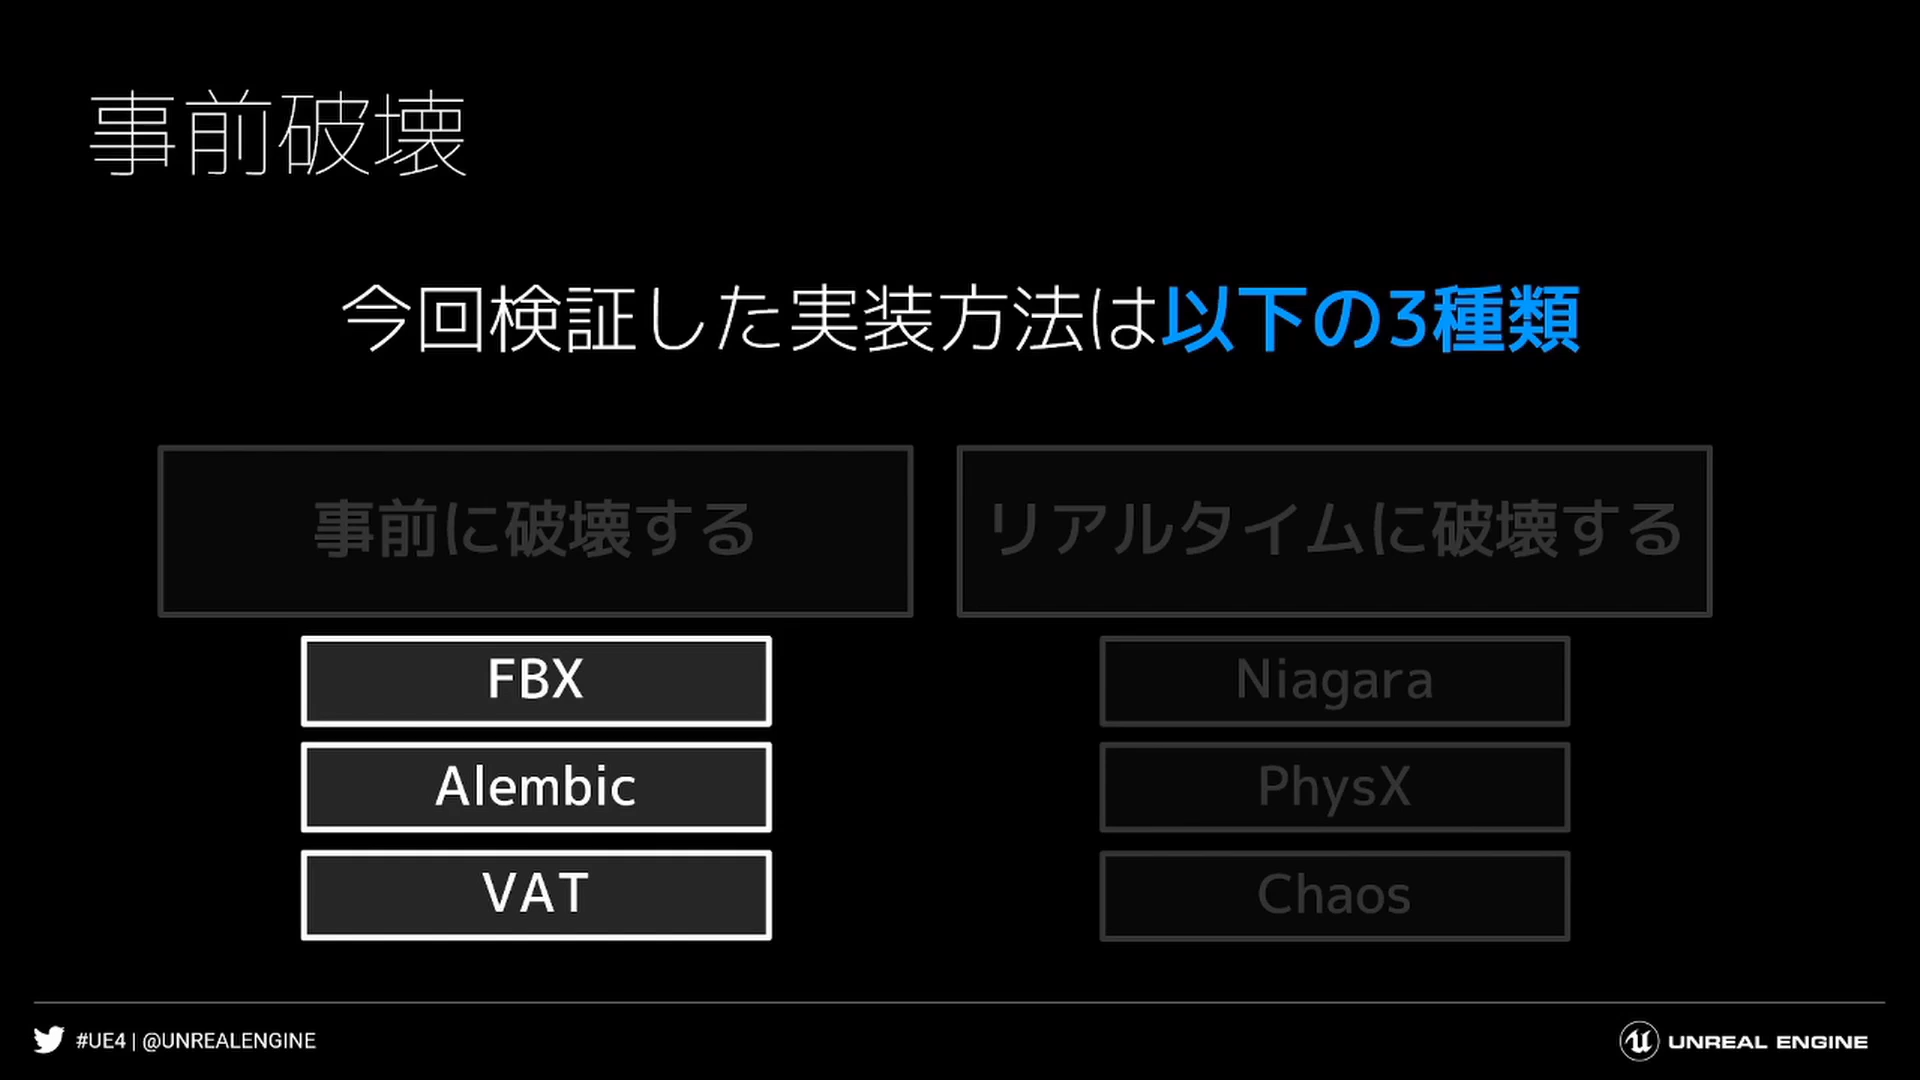 事前破壊
今回検証した実装方法は以下の3種類
事前に破壊する
リアルタイムに破壊する
FBX
Niagara
Alembic
PhysX
VAT
Chaos
#UE4 | @UNREALENGINE
UNREAL ENGINE